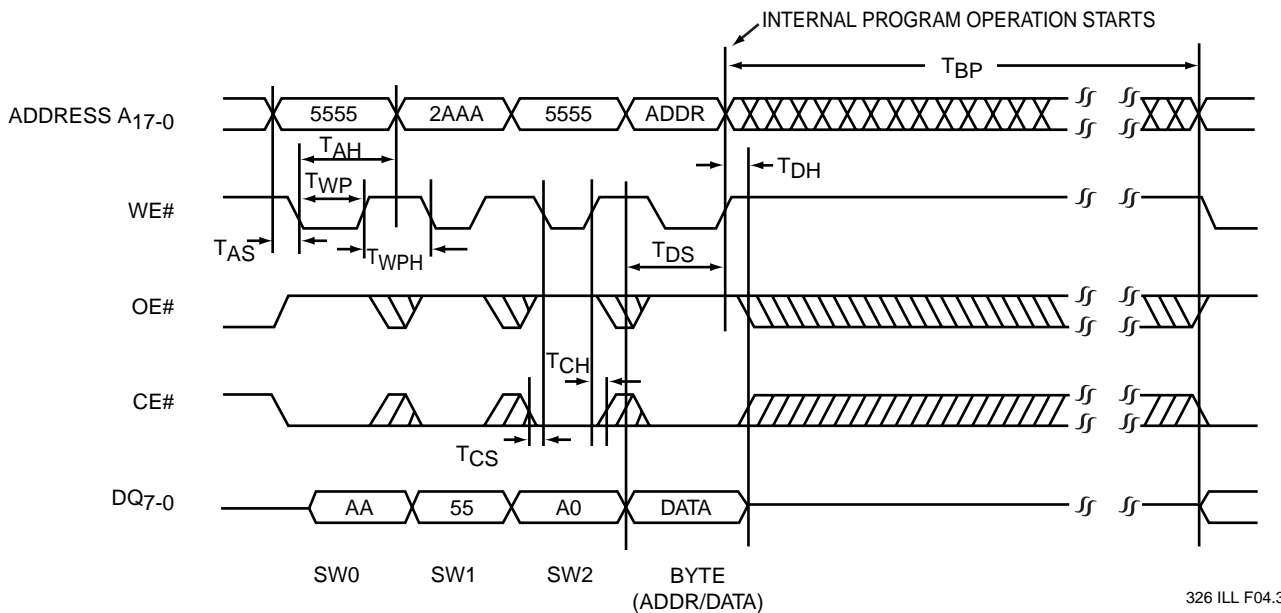 INTERNAL PROGRAM OPERATION STARTS
TBP
ADDRESS A17-0
5555 2AAA 5555 ADDR
TAH
TDH
TWP
WE#
TAS
TWPH
TDS
OE#
TCH
CE#
TCS
DQ7-0
AA 55 A0 DATA
SW0 SW1 SW2 BYTE
(ADDR/DATA)
326 ILL F04.3